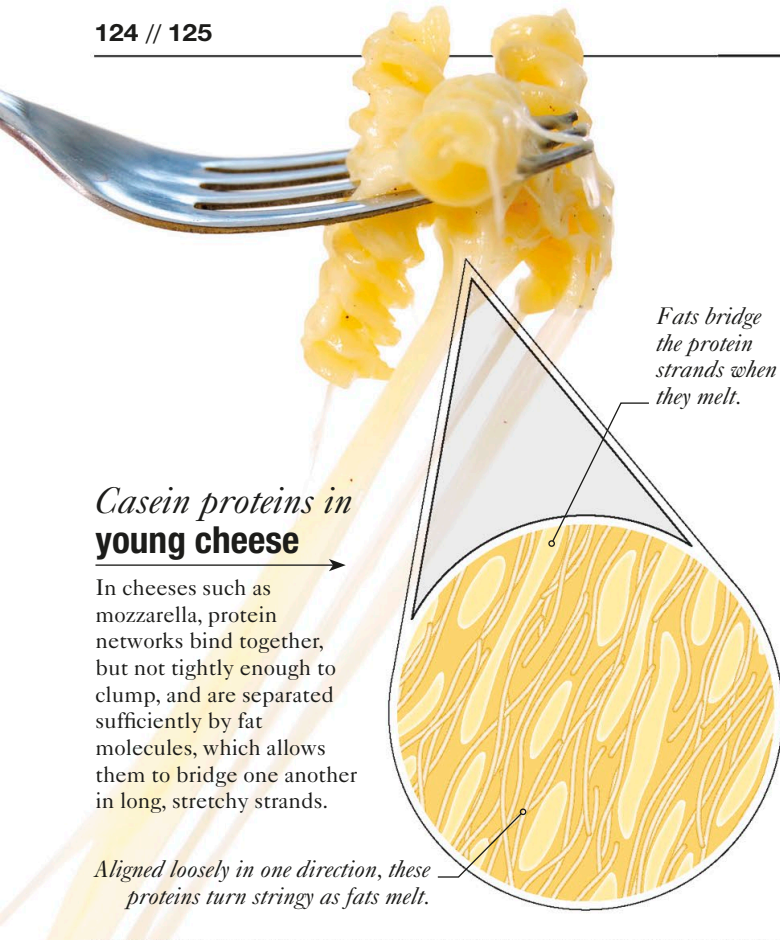 124 // 125
Fats bridge
the protein
strands when
they melt.
Casein proteins in
young cheese
In cheeses such as
mozzarella, protein
networks bind together,
but not tightly enough to
clump, and are separated
sufficiently by fat
molecules, which allows
them to bridge one another
in long, stretchy strands.
Aligned loosely in one direction, these
proteins turn stringy as fats melt.